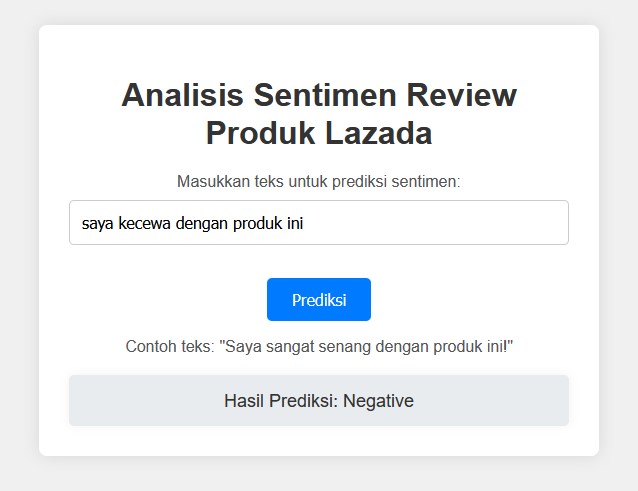 Analisis Sentimen Review
Produk Lazada
Masukkan teks untuk prediksi sentimen:
saya kecewa dengan produk ini
Prediksi
Contoh teks: "Saya sangat senang dengan produk ini!"
Hasil Prediksi: Negative